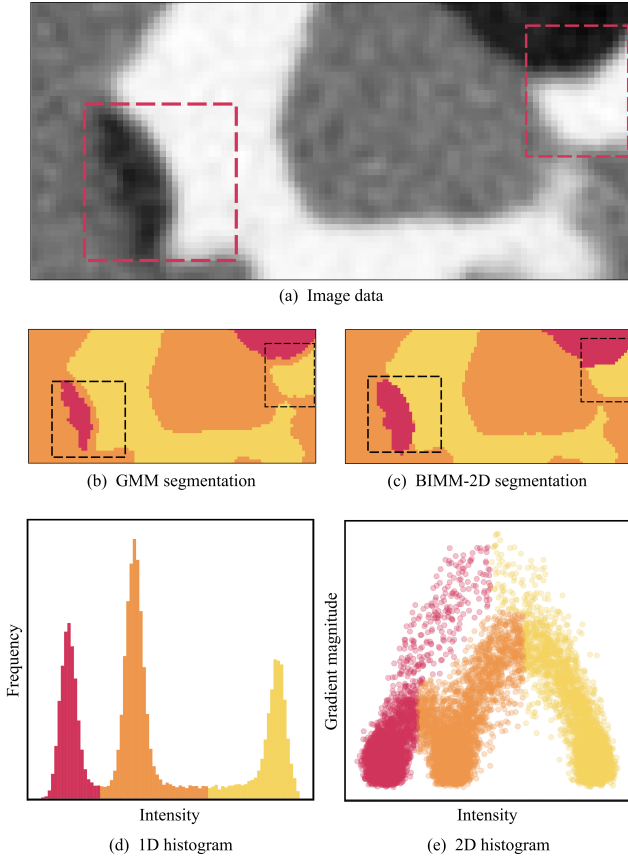 (a) Image data
(b) GMM segmentation
(c) BIMM-2D segmentation
Frequency
Intensity
(d) 1D histogram
Gradient magnitude
Intensity
(e) 2D histogram